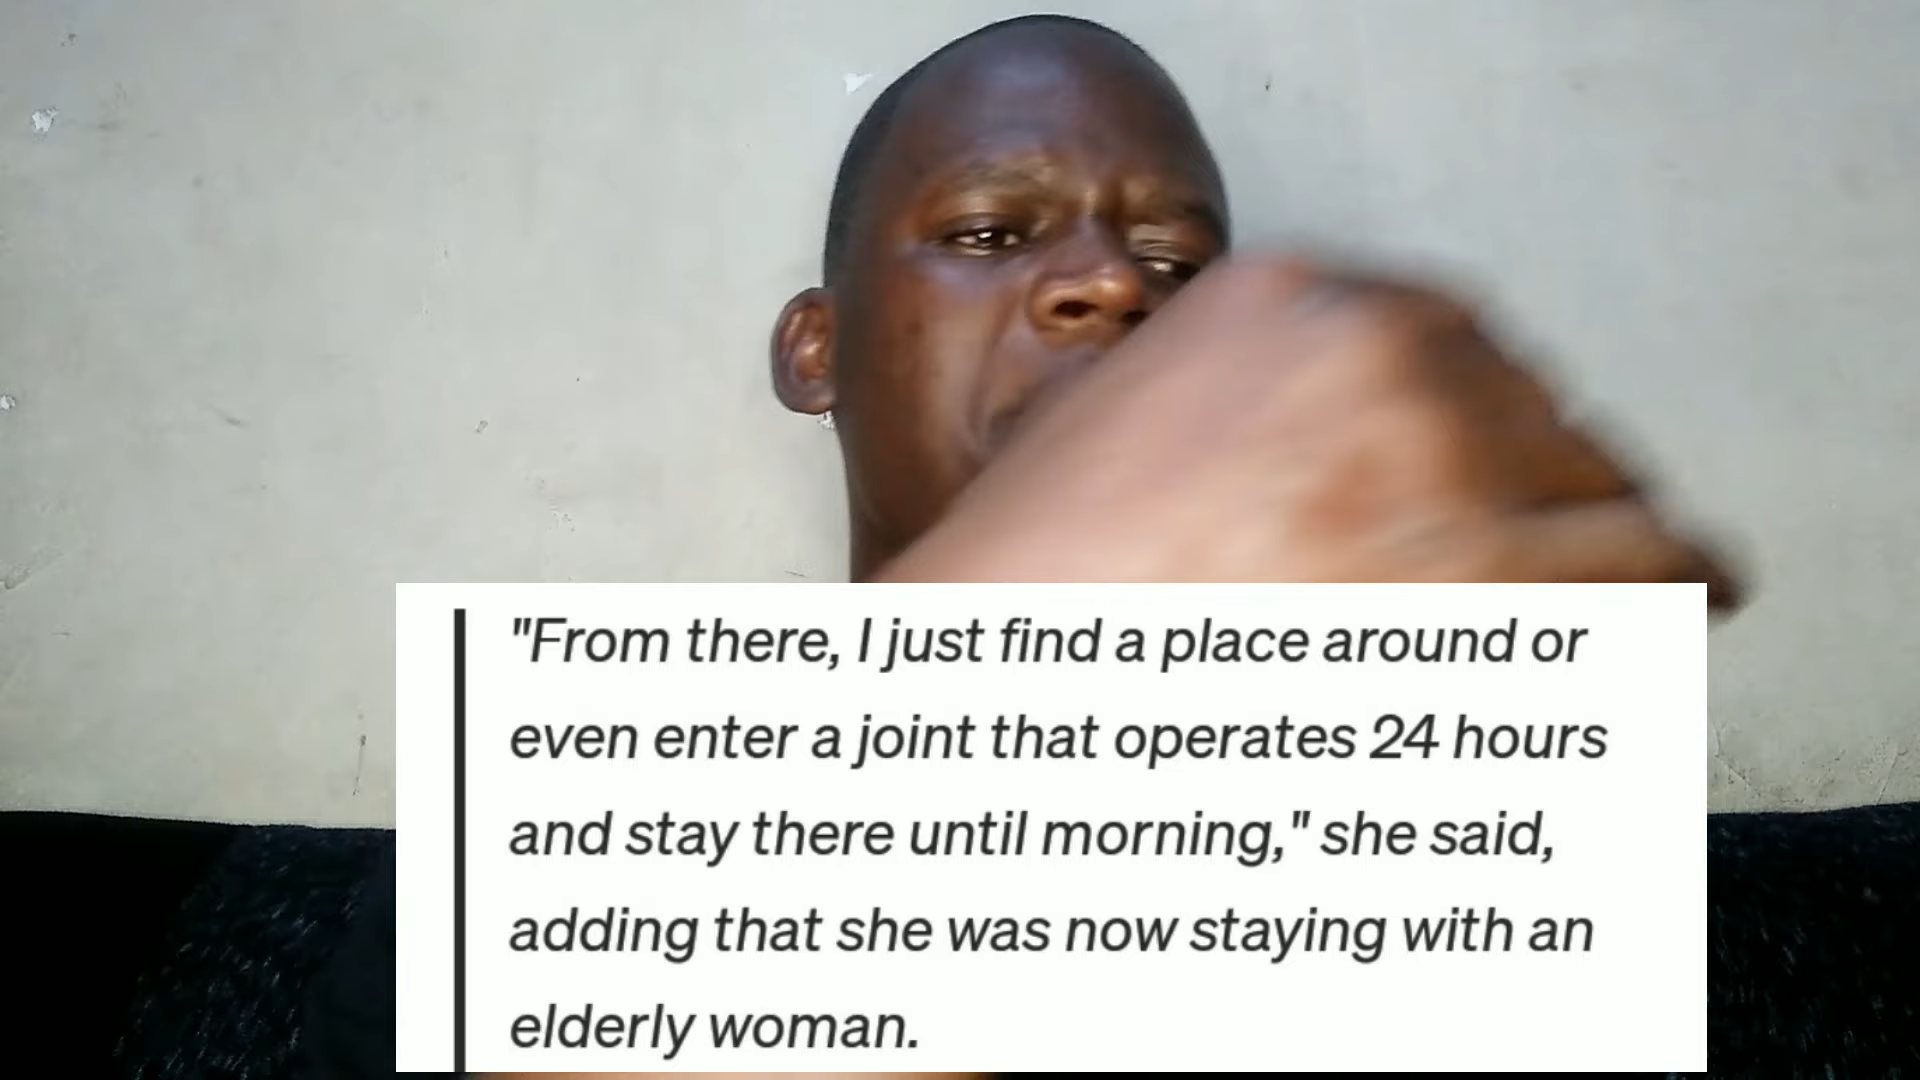 "From there, I just find a place around or
even enter a joint that operates 24 hours
and stay there until morning," she said,
adding that she was now staying with an
elderly woman.